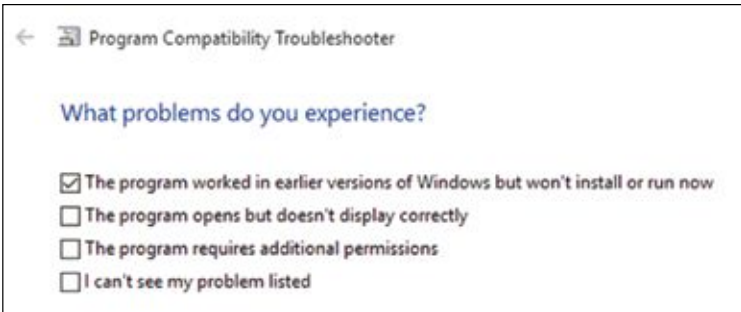 Program Compatibility Troubleshooter
What problems do you experience?
The program worked in earlier versions of Windows but won't install or run now
The program opens but doesn't display correctly
The program requires additional permissions
I can't see my problem listed